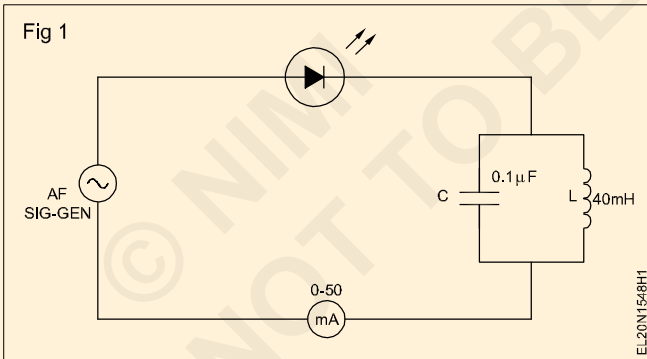 Fig 1
AF
SIG-GEN
C
0.1µF
L
40mH
0-50
mA
EL20N1548H1
© NIMI
NOT TO BE